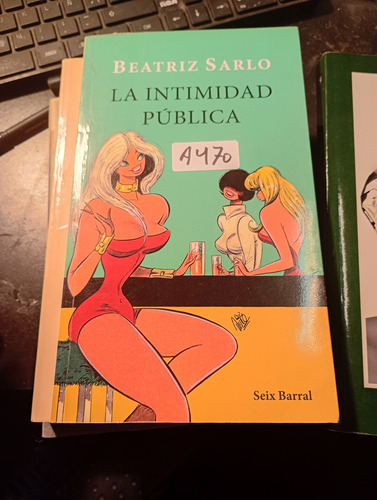 BEATRIZ SARLO
LA INTIMIDAD
PÚBLICA
A470
Seix Barral